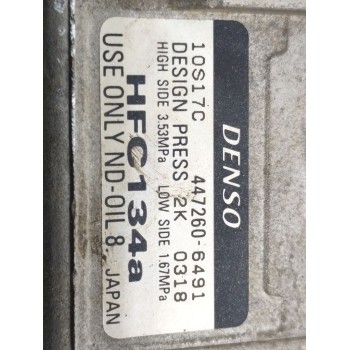 DENSO
10S17C 447260-6491
DESIGN PRESS 2K 0318
HIGH SIDE 3.53MPa LOW SIDE 1.67MPa
HFC134a
USE ONLY ND-OIL 8., JAPAN